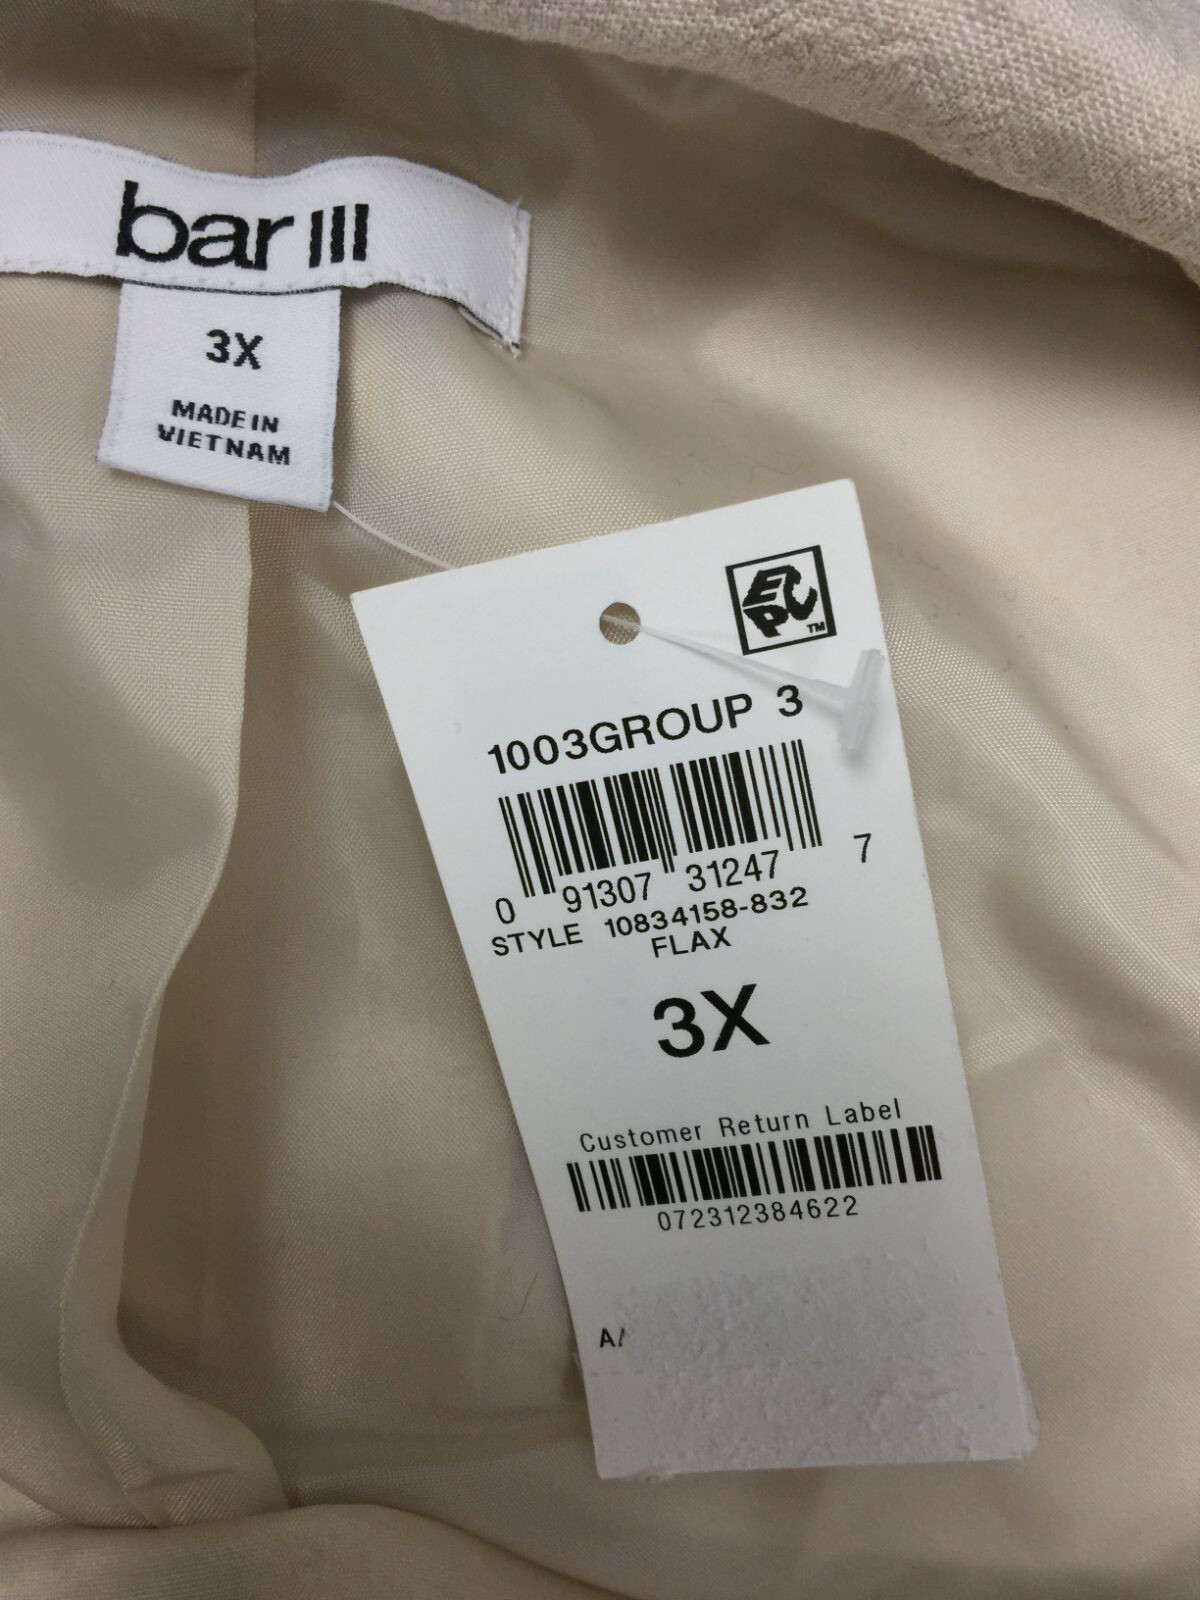 bar III
3X
MADE IN
VIETNAM
EPC
TM
1003GROUP 3
0 91307 31247 7
STYLE 10834158-832
FLAX
3X
Customer Return Label
072312384622